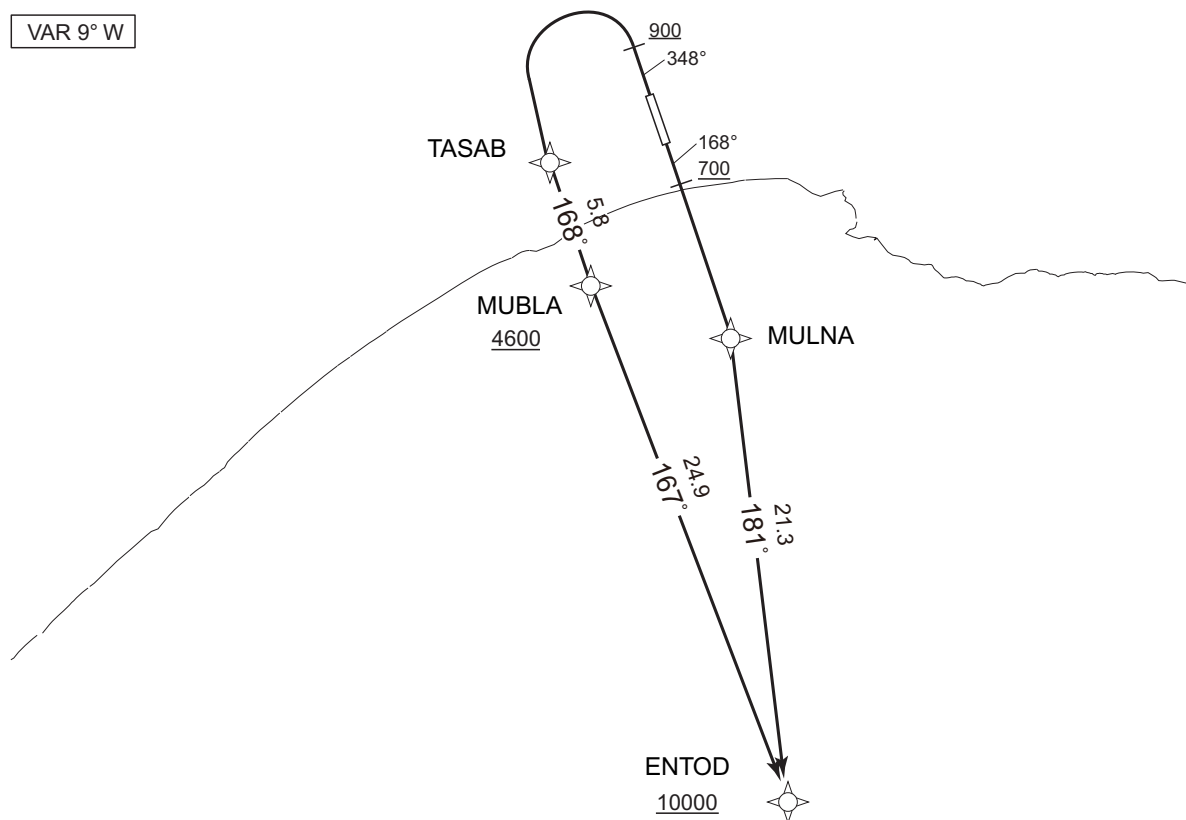 VAR 9° W
900
348°
TASAB
168°
700
5.8
168°
MUBLA
4600
MULNA
24.9
167°
21.3
181°
ENTOD
10000